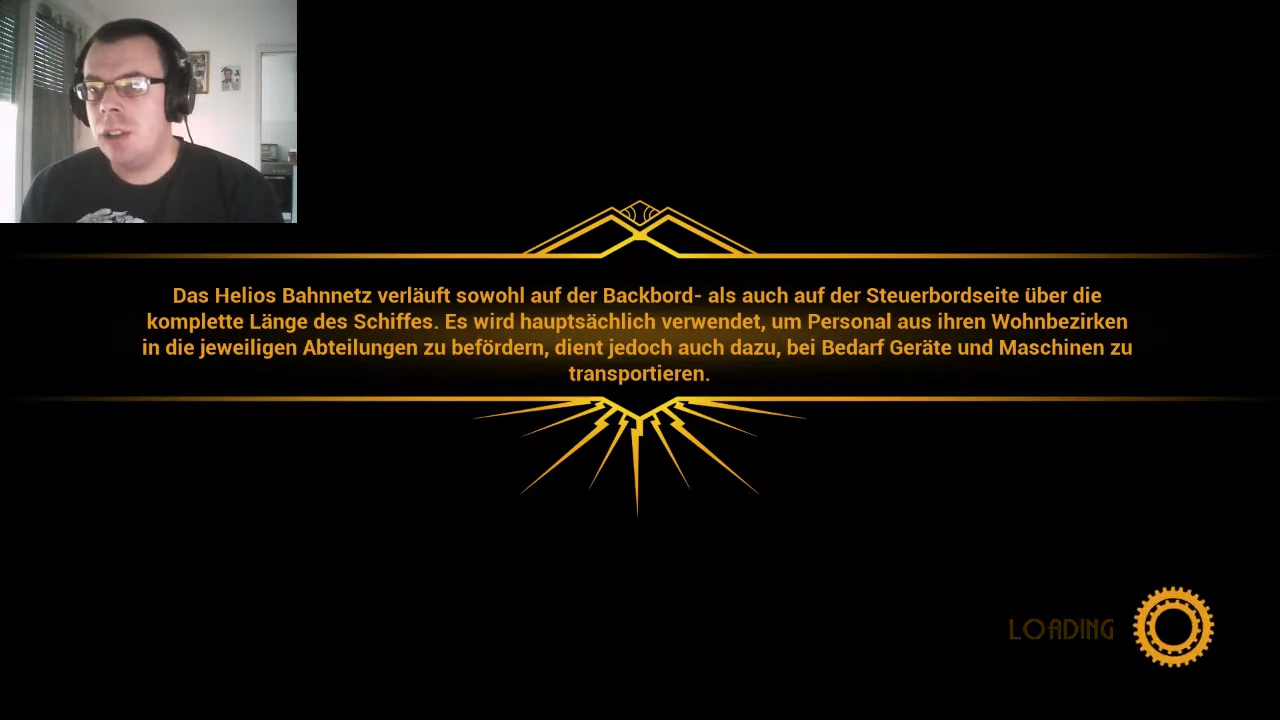 Das Helios Bahnnetz verläuft sowohl auf der Backbord- als auch auf der Steuerbordseite über die
komplette Länge des Schiffes. Es wird hauptsächlich verwendet, um Personal aus ihren Wohnbezirken
in die jeweiligen Abteilungen zu befördern, dient jedoch auch dazu, bei Bedarf Geräte und Maschinen zu
transportieren.
LOADING